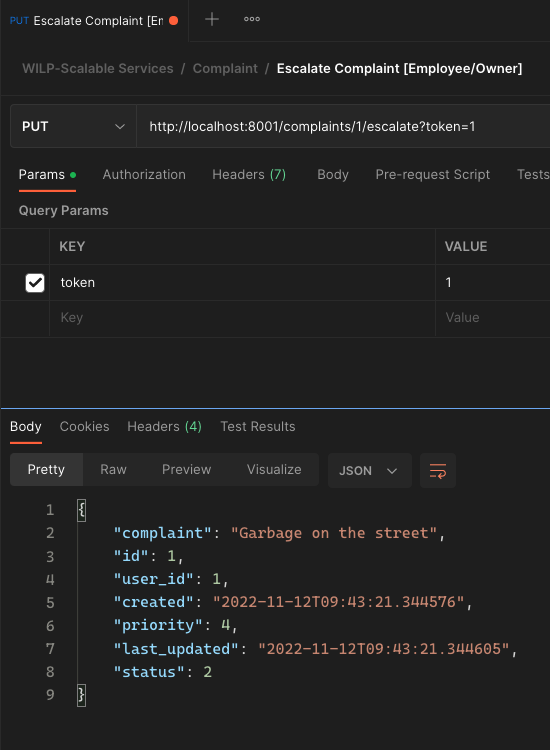 PUT Escalate Complaint [En
WILP-Scalable Services / Complaint / Escalate Complaint [Employee/Owner]
PUT http://localhost:8001/complaints/1/escalate?token=1
Params Authorization Headers (7) Body Pre-request Script Tests
Query Params
KEY VALUE
token 1
Key Value
Body Cookies Headers (4) Test Results
Pretty Raw Preview Visualize JSON
1 {
2 "complaint": "Garbage on the street",
3 "id": 1,
4 "user_id": 1,
5 "created": "2022-11-12T09:43:21.344576",
6 "priority": 4,
7 "last_updated": "2022-11-12T09:43:21.344605",
8 "status": 2
9 }